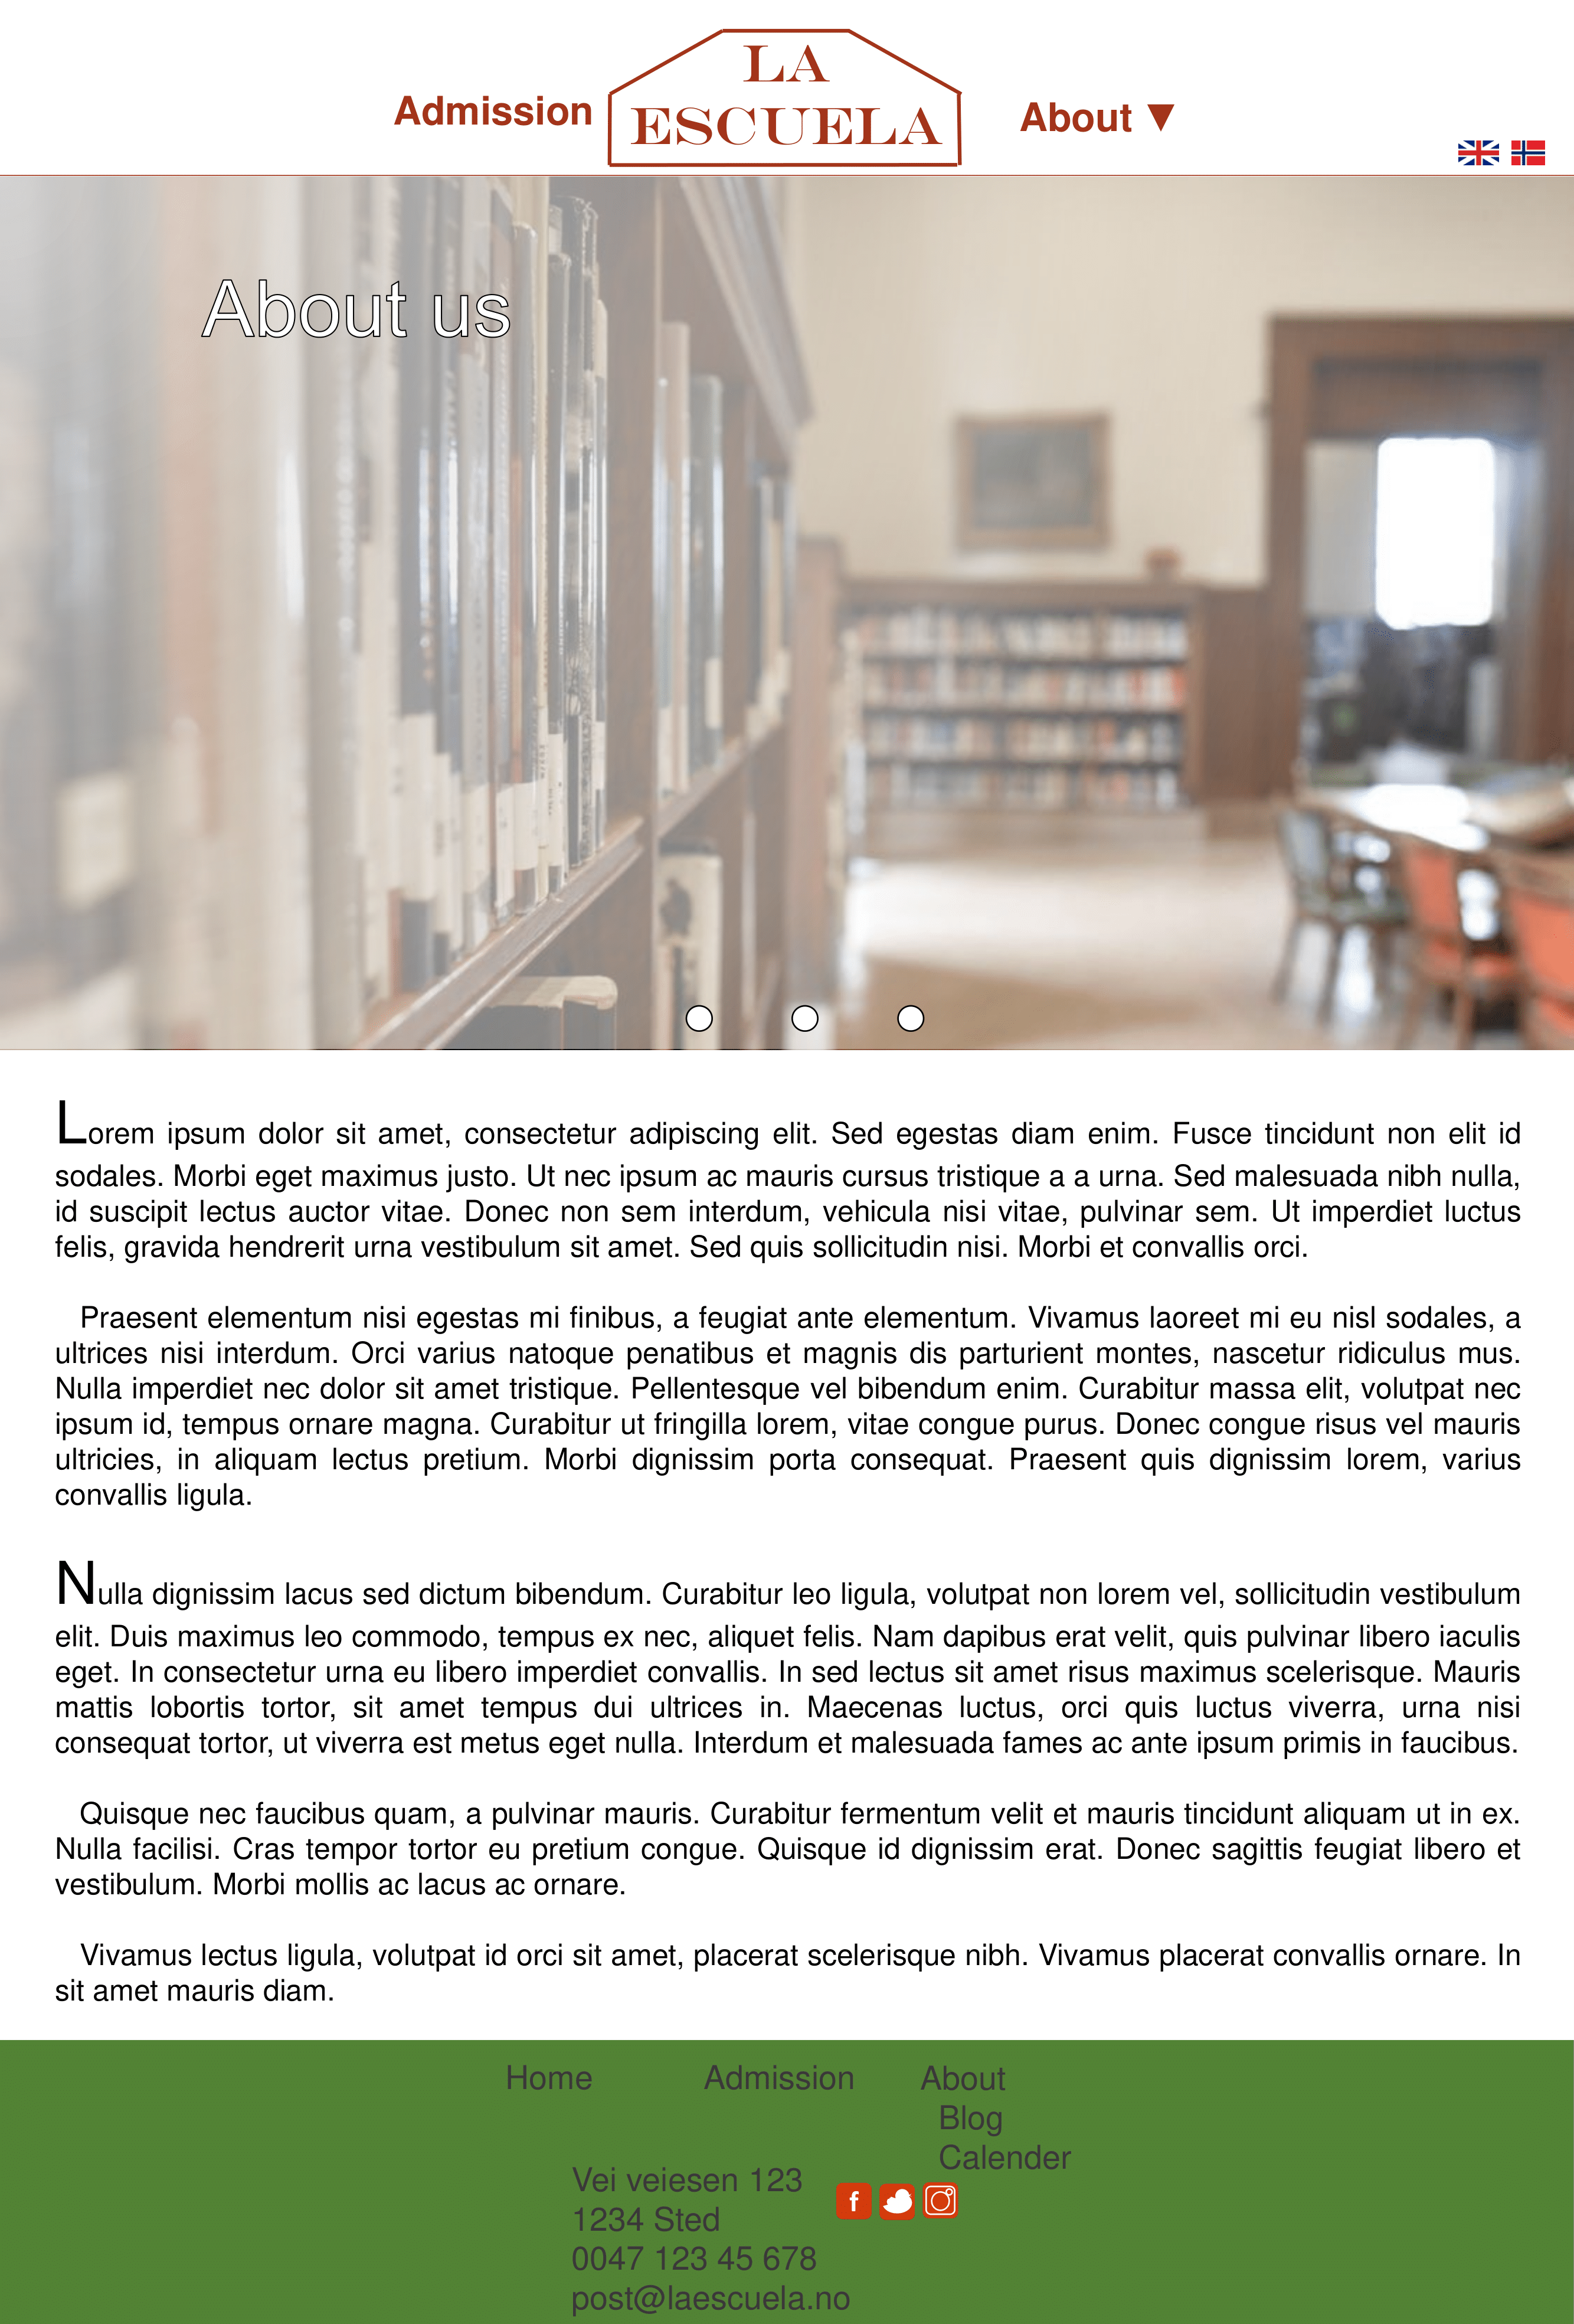 LA
ESCUELA
Admission
About ▼
About us
Lorem ipsum dolor sit amet, consectetur adipiscing elit. Sed egestas diam enim. Fusce tincidunt non elit id
sodales. Morbi eget maximus justo. Ut nec ipsum ac mauris cursus tristique a a urna. Sed malesuada nibh nulla,
id suscipit lectus auctor vitae. Donec non sem interdum, vehicula nisi vitae, pulvinar sem. Ut imperdiet luctus
felis, gravida hendrerit urna vestibulum sit amet. Sed quis sollicitudin nisi. Morbi et convallis orci.
Praesent elementum nisi egestas mi finibus, a feugiat ante elementum. Vivamus laoreet mi eu nisl sodales, a
ultrices nisi interdum. Orci varius natoque penatibus et magnis dis parturient montes, nascetur ridiculus mus.
Nulla imperdiet nec dolor sit amet tristique. Pellentesque vel bibendum enim. Curabitur massa elit, volutpat nec
ipsum id, tempus ornare magna. Curabitur ut fringilla lorem, vitae congue purus. Donec congue risus vel mauris
ultricies, in aliquam lectus pretium. Morbi dignissim porta consequat. Praesent quis dignissim lorem, varius
convallis ligula.
Nulla dignissim lacus sed dictum bibendum. Curabitur leo ligula, volutpat non lorem vel, sollicitudin vestibulum
elit. Duis maximus leo commodo, tempus ex nec, aliquet felis. Nam dapibus erat velit, quis pulvinar libero iaculis
eget. In consectetur urna eu libero imperdiet convallis. In sed lectus sit amet risus maximus scelerisque. Mauris
mattis lobortis tortor, sit amet tempus dui ultrices in. Maecenas luctus, orci quis luctus viverra, urna nisi
consequat tortor, ut viverra est metus eget nulla. Interdum et malesuada fames ac ante ipsum primis in faucibus.
Quisque nec faucibus quam, a pulvinar mauris. Curabitur fermentum velit et mauris tincidunt aliquam ut in ex.
Nulla facilisi. Cras tempor tortor eu pretium congue. Quisque id dignissim erat. Donec sagittis feugiat libero et
vestibulum. Morbi mollis ac lacus ac ornare.
Vivamus lectus ligula, volutpat id orci sit amet, placerat scelerisque nibh. Vivamus placerat convallis ornare. In
sit amet mauris diam.
Home
Admission
About
Blog
Calender
Vei veiesen 123
1234 Sted
0047 123 45 678
post@laescuela.no